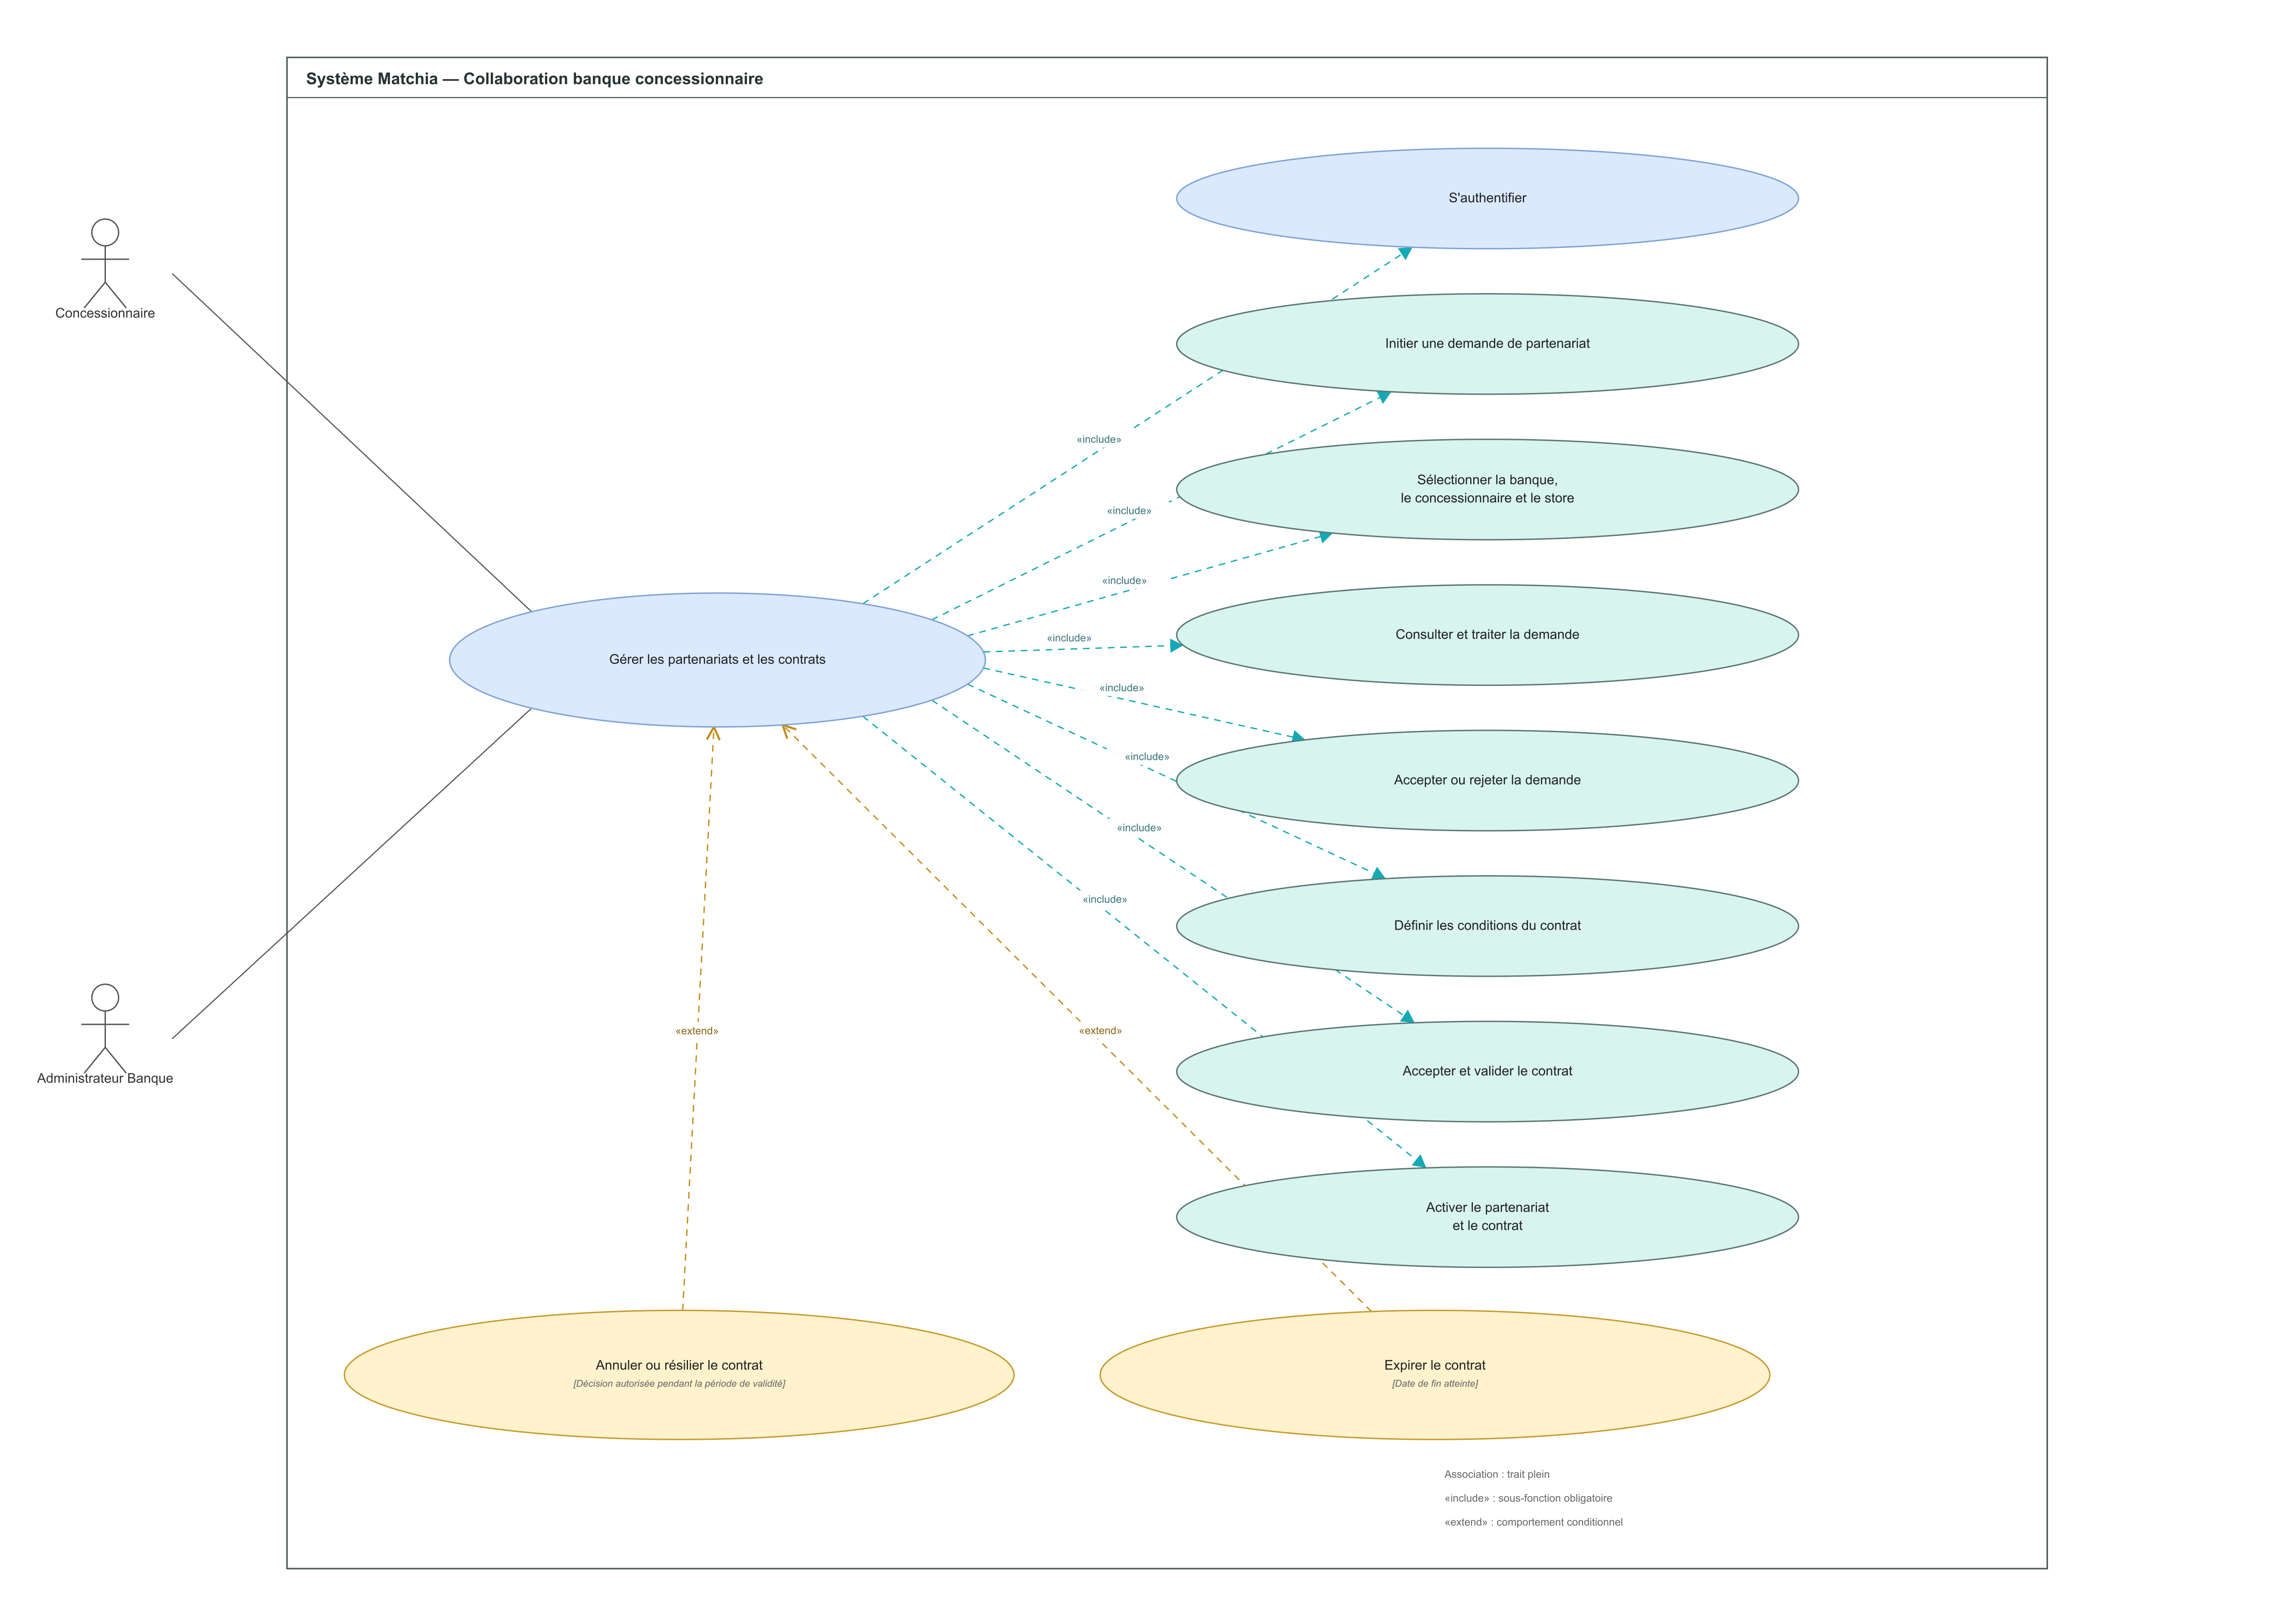 Système Matchia — Collaboration banque concessionnaire
S'authentifier
Concessionnaire
Initier une demande de partenariat
«include»
Sélectionner la banque,
le concessionnaire et le store
«include»
«include»
Consulter et traiter la demande
«include»
Gérer les partenariats et les contrats
«include»
«include»
Accepter ou rejeter la demande
«include»
«include»
Définir les conditions du contrat
«extend»
«extend»
Administrateur Banque
Accepter et valider le contrat
Activer le partenariat
et le contrat
Annuler ou résilier le contrat
[Décision autorisée pendant la période de validité]
Expirer le contrat
[Date de fin atteinte]
Association : trait plein
«include» : sous-fonction obligatoire
«extend» : comportement conditionnel